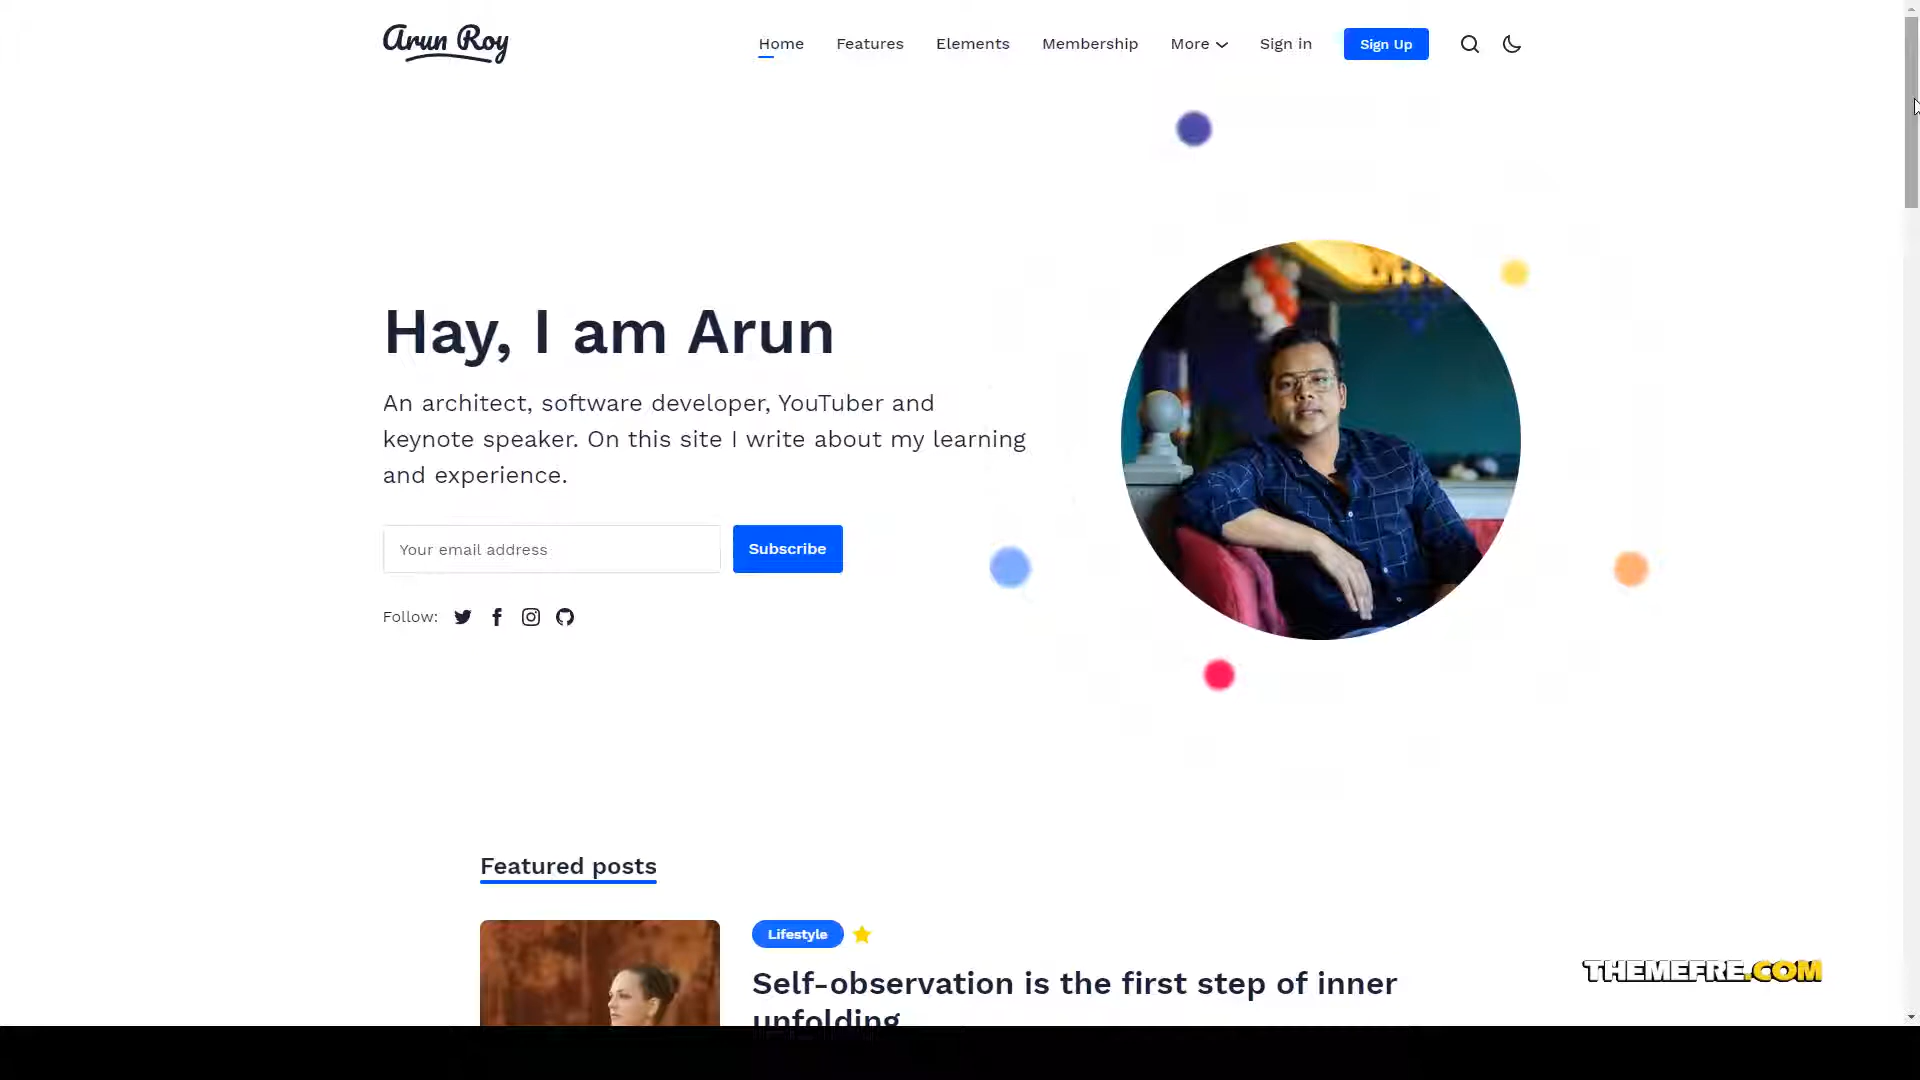 Arun Roy
Home
Features
Elements
Membership
More
Sign in
Sign Up
Hay, I am Arun
An architect, software developer, YouTuber and
keynote speaker. On this site I write about my learning
and experience.
Your email address
Subscribe
Follow:
Featured posts
Lifestyle
Self-observation is the first step of inner
unfolding
THEMEFRE.COM